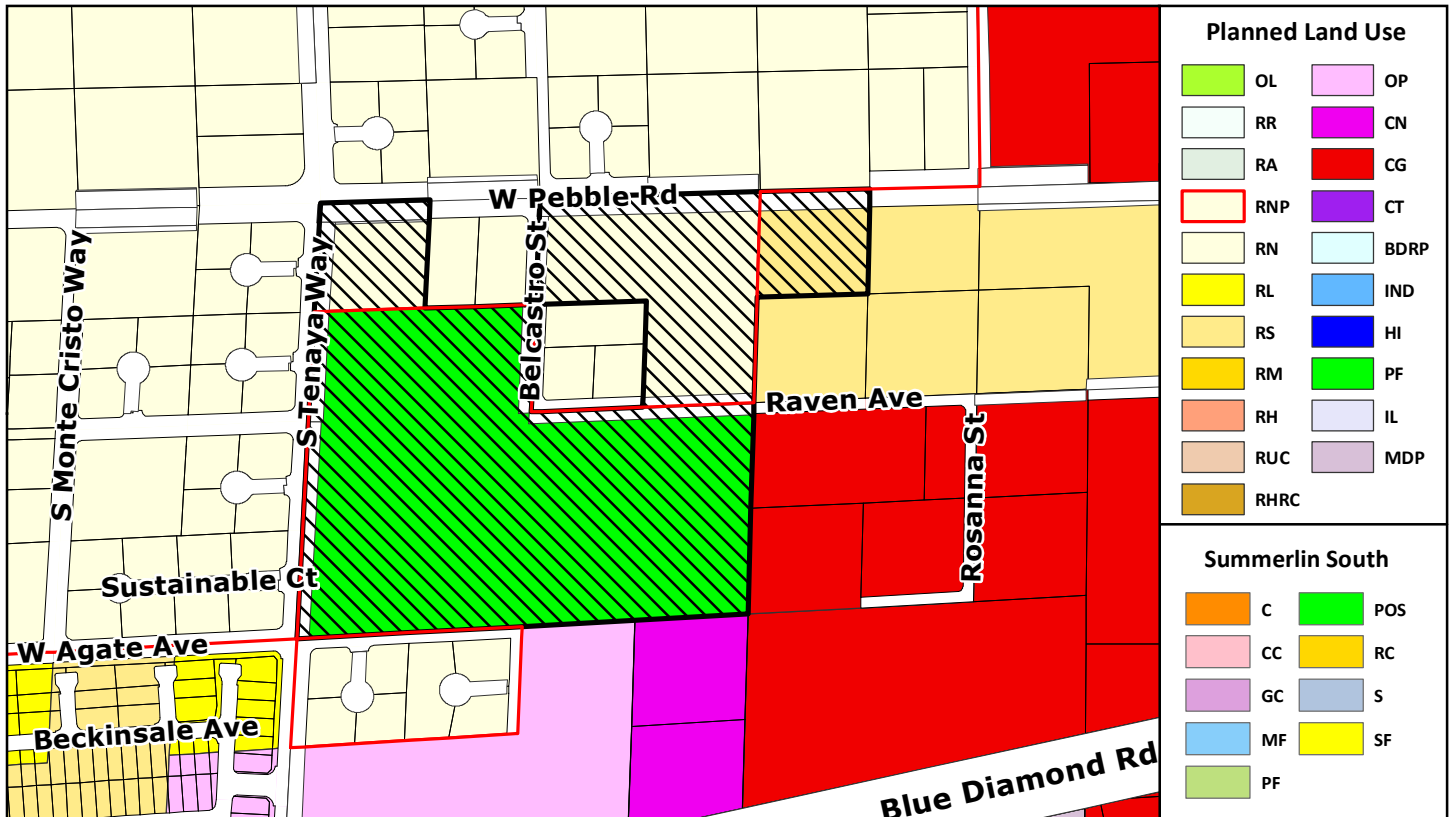 W Pebble Rd
S Monte Cristo Way
S Tenaya Way
Belcastro St
Raven Ave
Rosanna St
Sustainable Ct
W Agate Ave
Beckinsale Ave
Blue Diamond Rd
Planned Land Use
OL OP
RR CN
RA CG
RNP CT
RN BDRP
RL IND
RS HI
RM PF
RH IL
RUC MDP
RHRC
Summerlin South
C POS
CC RC
GC S
MF SF
PF